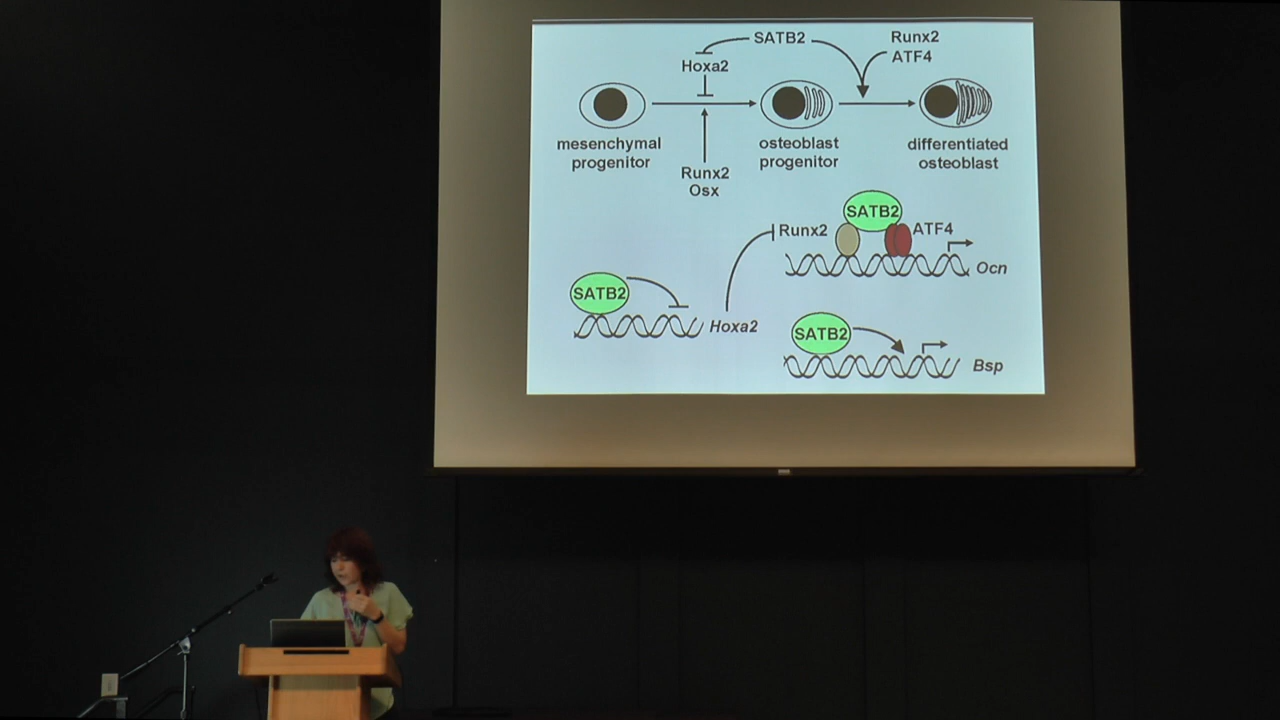 SATB2
Runx2
ATF4
Hoxa2
mesenchymal
progenitor
osteoblast
progenitor
differentiated
osteoblast
Runx2
Osx
SATB2
Runx2
ATF4
Ocn
SATB2
Hoxa2
SATB2
Bsp